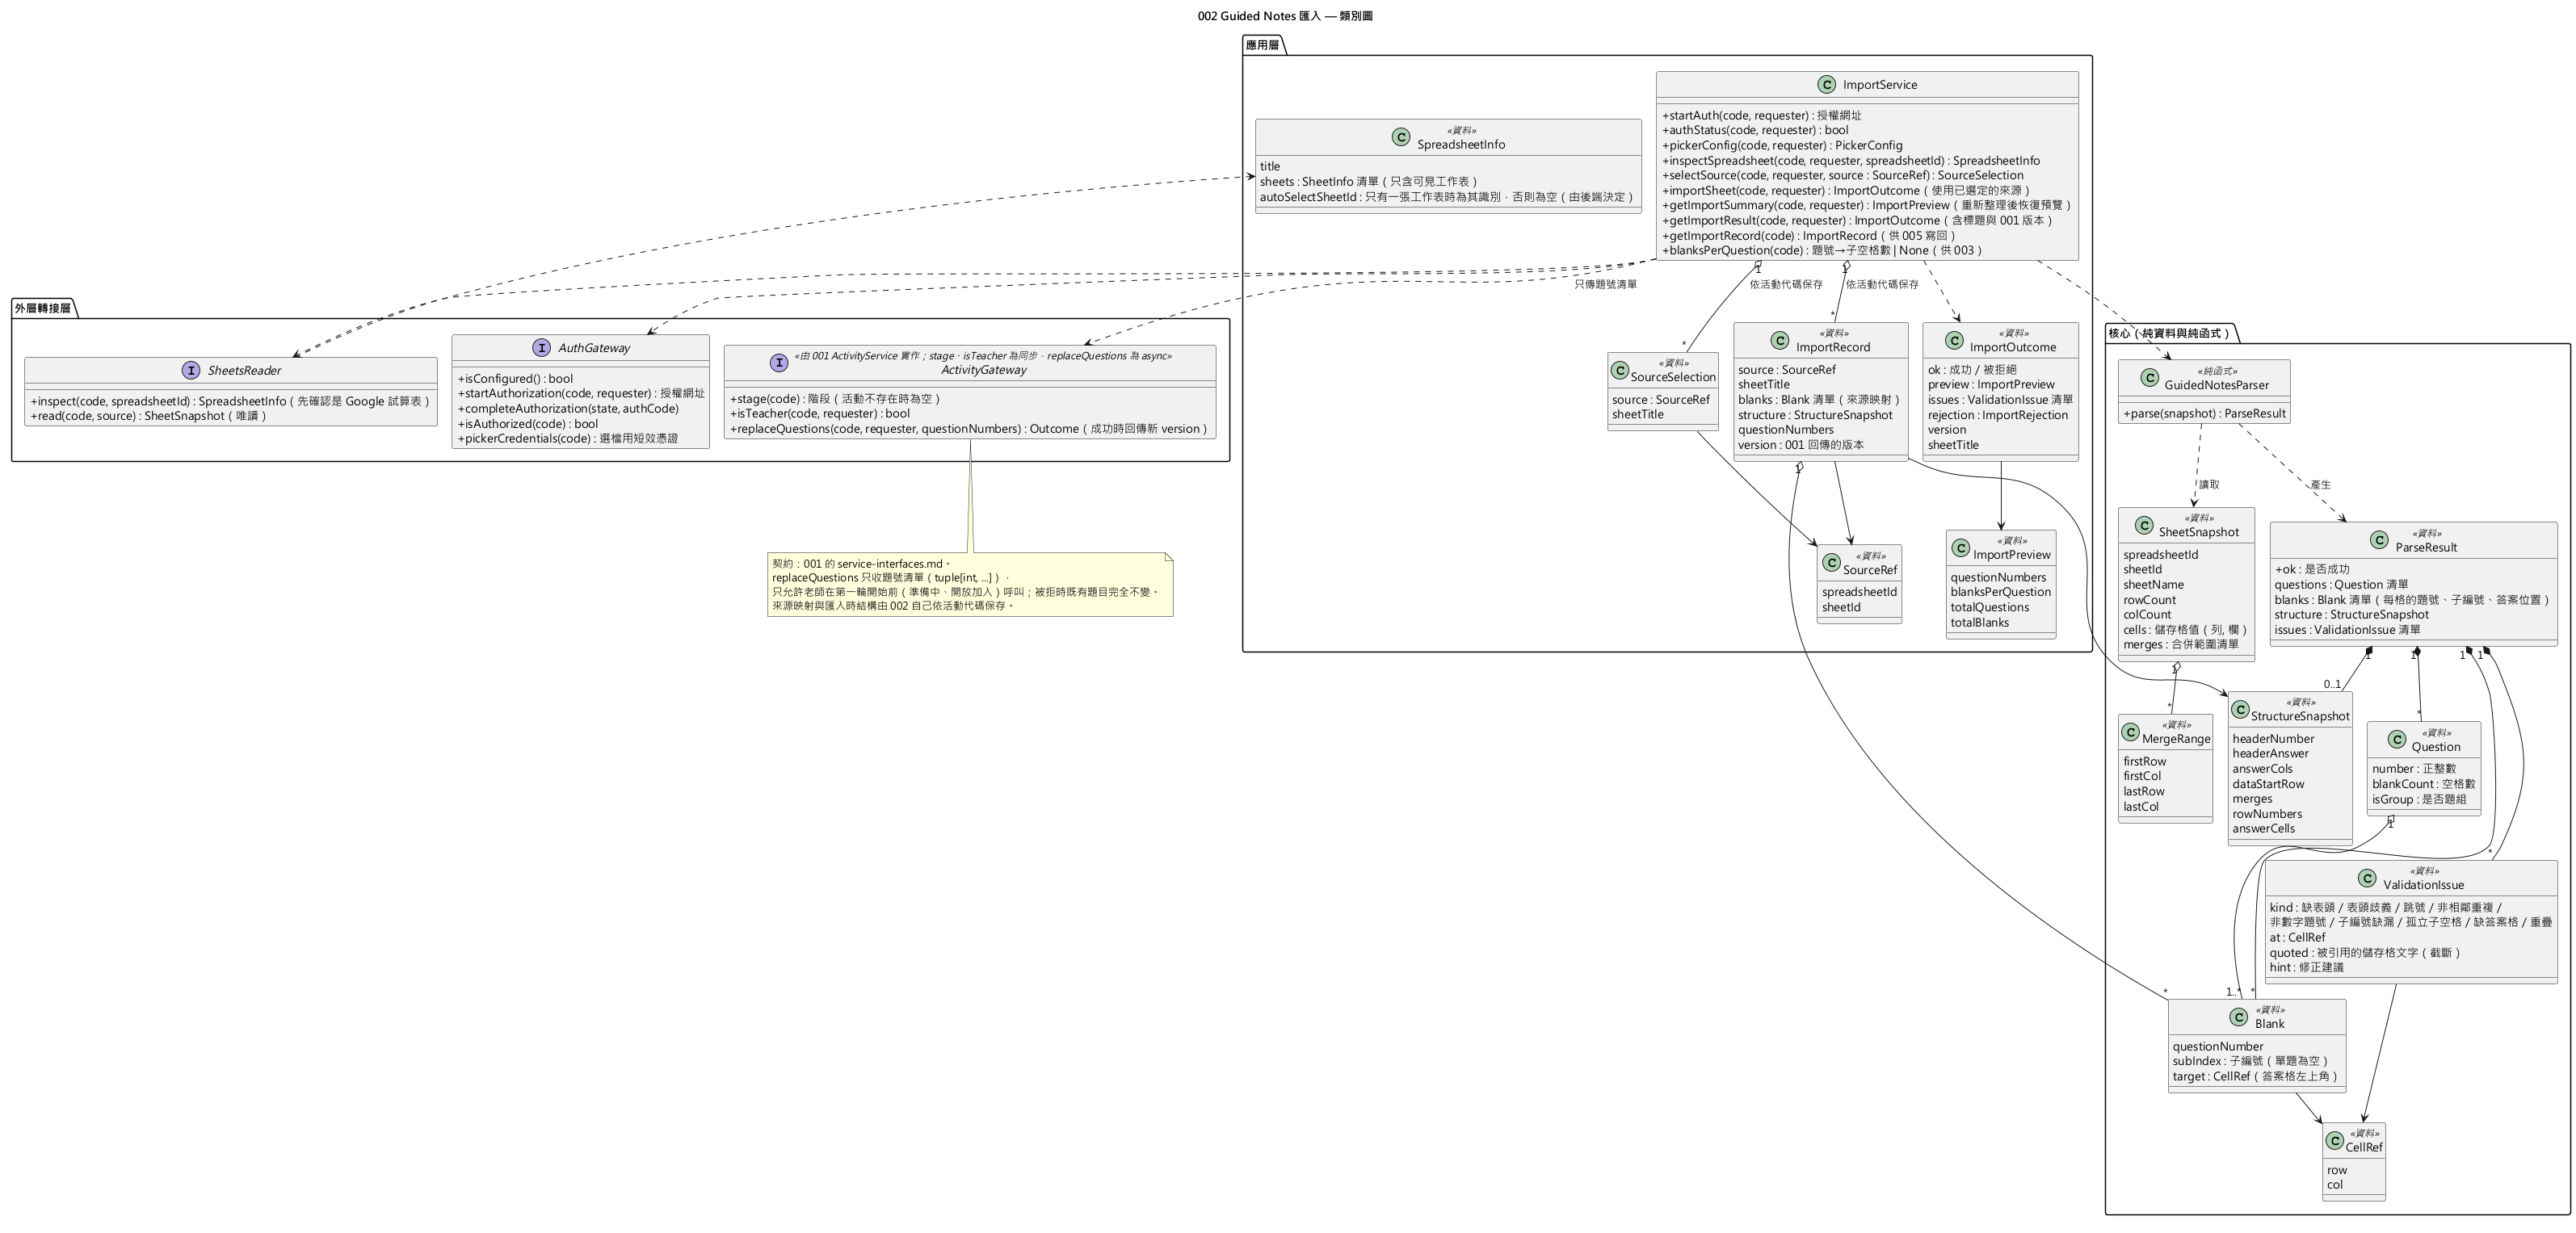 002 Guided Notes 匯入 — 類別圖
應用層
ImportService
+startAuth(code, requester) : 授權網址
+authStatus(code, requester) : bool
+pickerConfig(code, requester) : PickerConfig
+inspectSpreadsheet(code, requester, spreadsheetId) : SpreadsheetInfo
+selectSource(code, requester, source : SourceRef) : SourceSelection
+importSheet(code, requester) : ImportOutcome（使用已選定的來源）
+getImportSummary(code, requester) : ImportPreview（重新整理後恢復預覽）
+getImportResult(code, requester) : ImportOutcome（含標題與 001 版本）
+getImportRecord(code) : ImportRecord（供 005 寫回）
+blanksPerQuestion(code) : 題號→子空格數 | None（供 003）
«資料»
SpreadsheetInfo
title
sheets : SheetInfo 清單（只含可見工作表）
autoSelectSheetId : 只有一張工作表時為其識別，否則為空（由後端決定）
只傳題號清單
1
依活動代碼保存
1
依活動代碼保存
*
*
外層轉接層
SheetsReader
+inspect(code, spreadsheetId) : SpreadsheetInfo（先確認是 Google 試算表）
+read(code, source) : SheetSnapshot（唯讀）
AuthGateway
+isConfigured() : bool
+startAuthorization(code, requester) : 授權網址
+completeAuthorization(state, authCode)
+isAuthorized(code) : bool
+pickerCredentials(code) : 選檔用短效憑證
«由 001 ActivityService 實作；stage、isTeacher 為同步，replaceQuestions 為 async»
ActivityGateway
+stage(code) : 階段（活動不存在時為空）
+isTeacher(code, requester) : bool
+replaceQuestions(code, requester, questionNumbers) : Outcome（成功時回傳新 version）
契約：001 的 service-interfaces.md。
replaceQuestions 只收題號清單（tuple[int, ...]），
只允許老師在第一輪開始前（準備中、開放加入）呼叫；被拒時既有題目完全不變。
來源映射與匯入時結構由 002 自己依活動代碼保存。
«資料»
SourceSelection
source : SourceRef
sheetTitle
«資料»
ImportRecord
source : SourceRef
sheetTitle
blanks : Blank 清單（來源映射）
structure : StructureSnapshot
questionNumbers
version : 001 回傳的版本
1
«資料»
ImportOutcome
ok : 成功 / 被拒絕
preview : ImportPreview
issues : ValidationIssue 清單
rejection : ImportRejection
version
sheetTitle
«資料»
SourceRef
spreadsheetId
sheetId
«資料»
ImportPreview
questionNumbers
blanksPerQuestion
totalQuestions
totalBlanks
核心（純資料與純函式）
«純函式»
GuidedNotesParser
+parse(snapshot) : ParseResult
讀取
產生
«資料»
SheetSnapshot
spreadsheetId
sheetId
sheetName
rowCount
colCount
cells : 儲存格值（列, 欄）
merges : 合併範圍清單
1
*
«資料»
ParseResult
+ok : 是否成功
questions : Question 清單
blanks : Blank 清單（每格的題號、子編號、答案位置）
structure : StructureSnapshot
issues : ValidationIssue 清單
1
1
1
1
0..1
*
«資料»
MergeRange
firstRow
firstCol
lastRow
lastCol
«資料»
StructureSnapshot
headerNumber
headerAnswer
answerCols
dataStartRow
merges
rowNumbers
answerCells
«資料»
Question
number : 正整數
blankCount : 空格數
isGroup : 是否題組
1
*
«資料»
ValidationIssue
kind : 缺表頭 / 表頭歧義 / 跳號 / 非相鄰重複 /
非數字題號 / 子編號缺漏 / 孤立子空格 / 缺答案格 / 重疊
at : CellRef
quoted : 被引用的儲存格文字（截斷）
hint : 修正建議
*
1..*
*
«資料»
Blank
questionNumber
subIndex : 子編號（單題為空）
target : CellRef（答案格左上角）
«資料»
CellRef
row
col